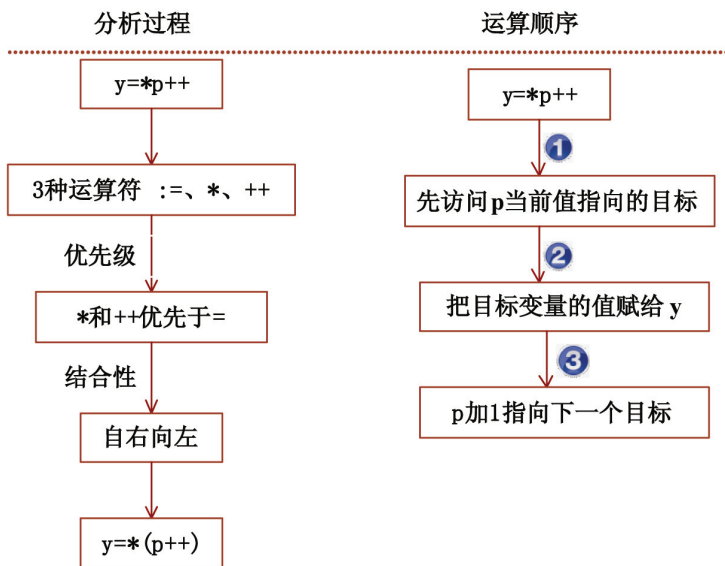 分析过程
y=*p++
3种运算符 :=、*、++
优先级
*和++优先于=
结合性
自右向左
y=*(p++)
运算顺序
y=*p++
1
先访问p当前值指向的目标
2
把目标变量的值赋给 y
3
p加1指向下一个目标